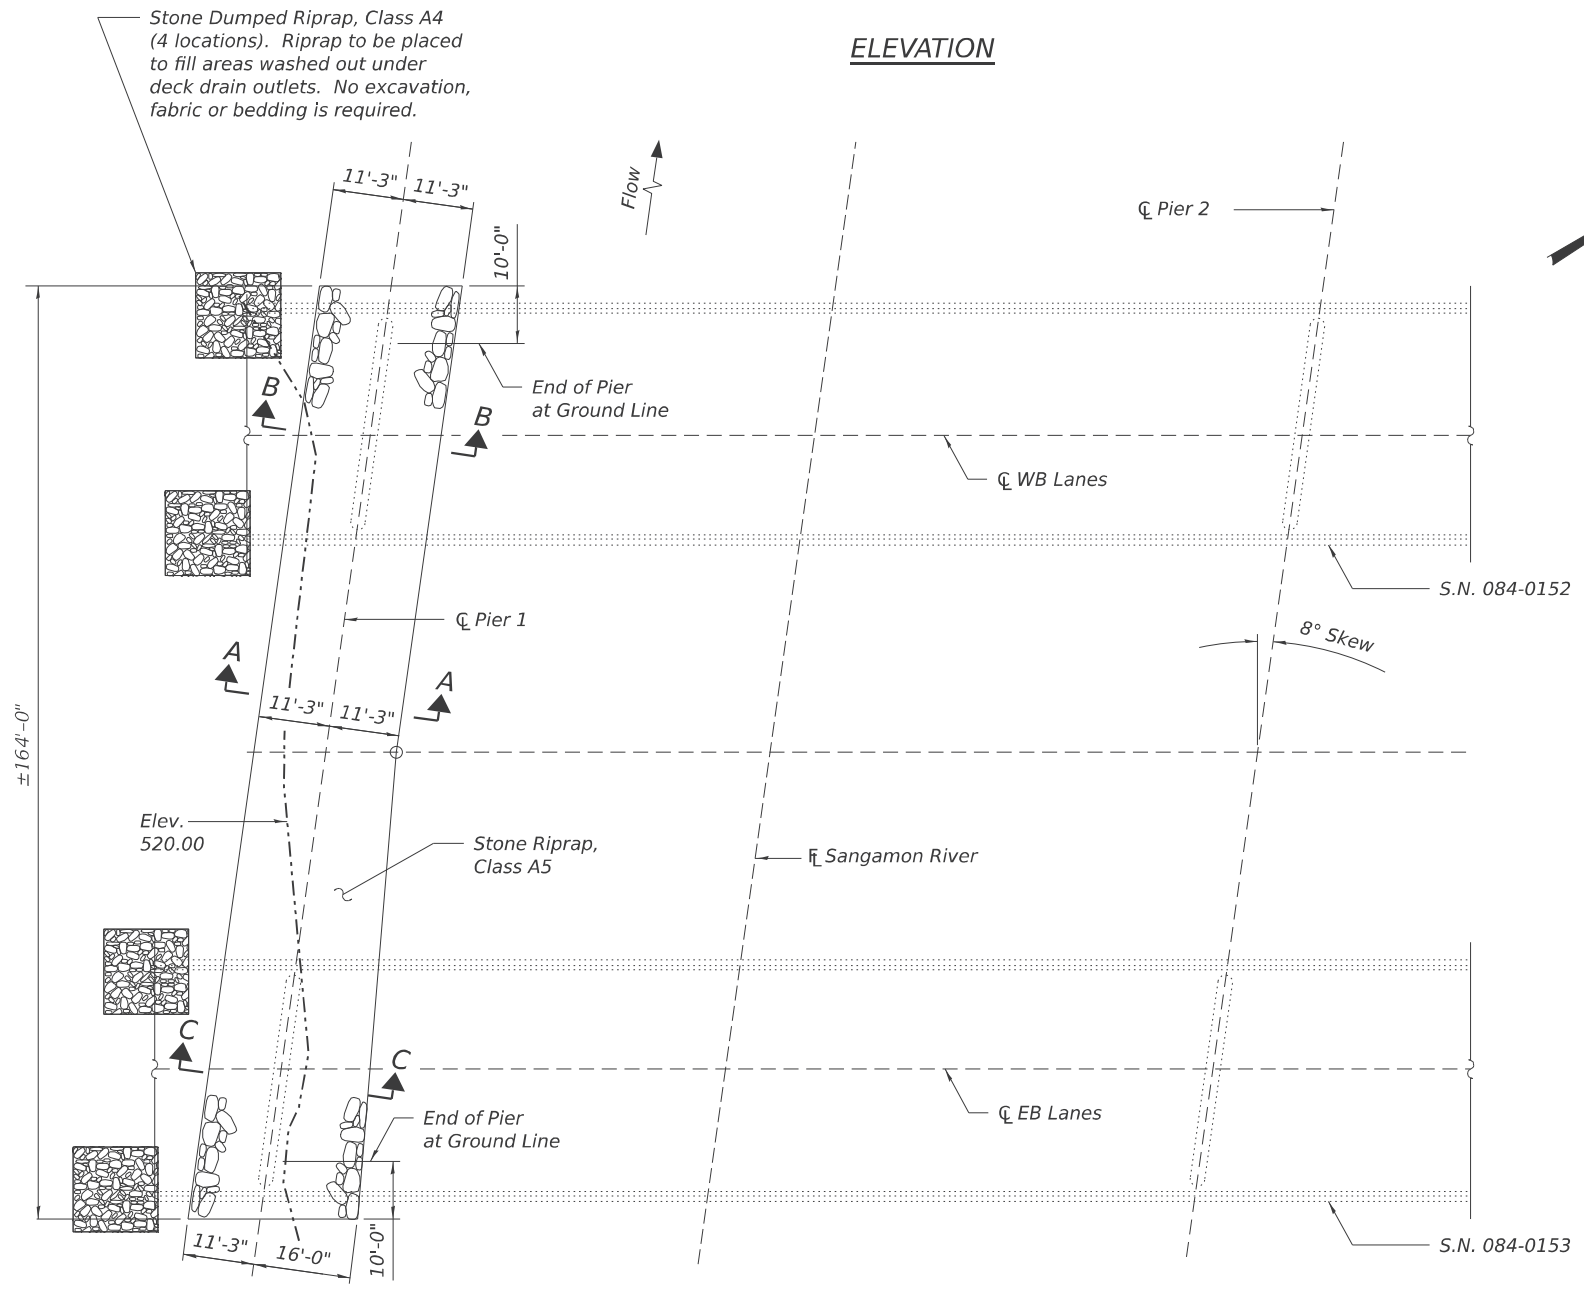 Stone Dumped Riprap, Class A4
(4 locations).  Riprap to be placed
to fill areas washed out under
deck drain outlets.  No excavation,
fabric or bedding is required.
ELEVATION
11'-3"
11'-3"
Flow
℄ Pier 2
10'-0"
End of Pier
at Ground Line
B
B
℄ WB Lanes
S.N. 084-0152
℄ Pier 1
8° Skew
A
A
11'-3"
11'-3"
±164'-0"
Elev.
520.00
Stone Riprap,
Class A5
FL Sangamon River
C
C
End of Pier
at Ground Line
℄ EB Lanes
10'-0"
11'-3"
16'-0"
S.N. 084-0153